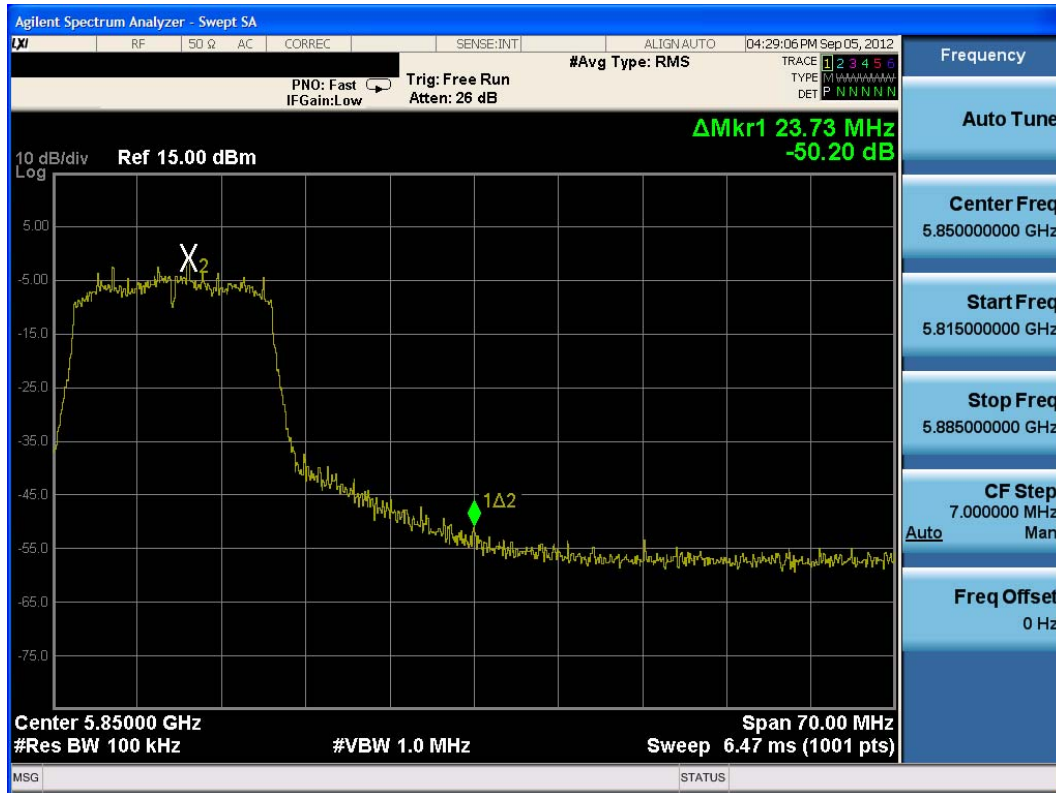 Agilent Spectrum Analyzer - Swept SA
LXI RF 50 Ω AC CORREC SENSE:INT ALIGN AUTO 04:29:06 PM Sep 05, 2012
#Avg Type: RMS
TRACE 1 2 3 4 5 6
PNO: Fast Trig: Free Run
TYPE M W W W W W
IFGain:Low Atten: 26 dB
DET P N N N N N
ΔMkr1 23.73 MHz
-50.20 dB
10 dB/div Ref 15.00 dBm
Log
5.00
X2
-5.00
-15.0
-25.0
-35.0
-45.0
1Δ2
-55.0
-65.0
-75.0
Center 5.85000 GHz Span 70.00 MHz
#Res BW 100 kHz #VBW 1.0 MHz Sweep 6.47 ms (1001 pts)
MSG STATUS
Frequency
Auto Tune
Center Freq
5.850000000 GHz
Start Freq
5.815000000 GHz
Stop Freq
5.885000000 GHz
CF Step
7.000000 MHz
Auto Man
Freq Offset
0 Hz